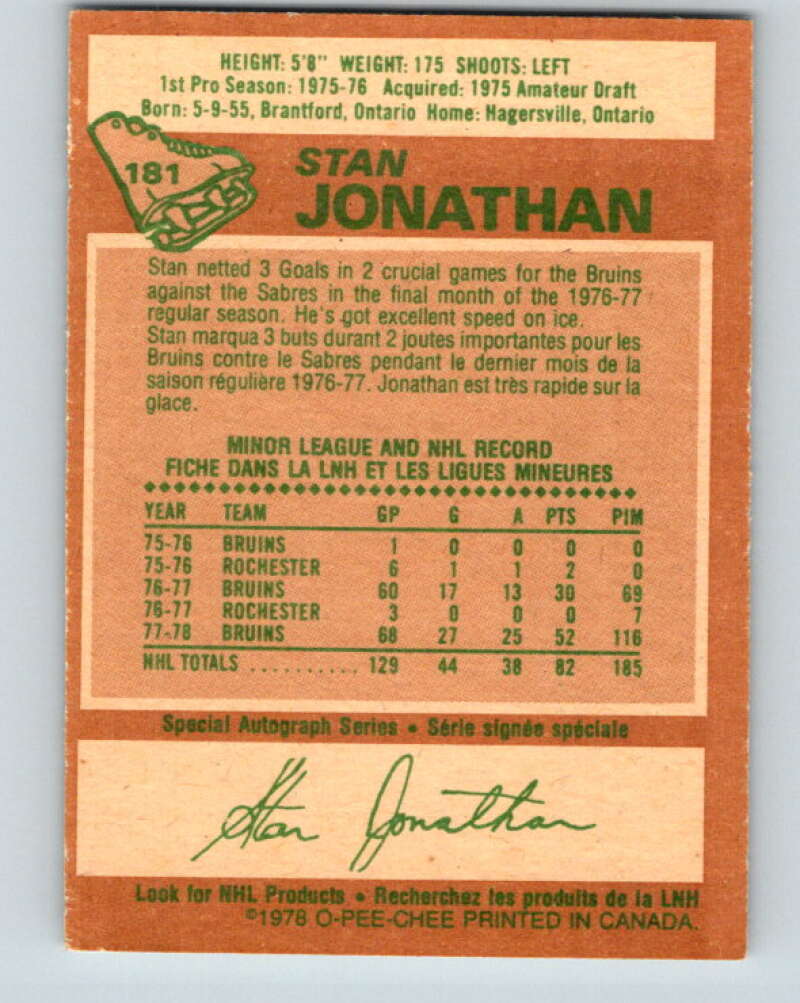 HEIGHT: 5'8" WEIGHT: 175 SHOOTS: LEFT
1st Pro Season: 1975-76 Acquired: 1975 Amateur Draft
Born: 5-9-55, Brantford, Ontario Home: Hagersville, Ontario
181
STAN
JONATHAN
Stan netted 3 Goals in 2 crucial games for the Bruins
against the Sabres in the final month of the 1976-77
regular season. He's got excellent speed on ice.
Stan marqua 3 buts durant 2 joutes importantes pour les
Bruins contre le Sabres pendant le dernier mois de la
saison régulière 1976-77. Jonathan est très rapide sur la
glace.
MINOR LEAGUE AND NHL RECORD
FICHE DANS LA LNH ET LES LIGUES MINEURES
YEAR TEAM GP G A PTS PIM
75-76 BRUINS 1 0 0 0 0
75-76 ROCHESTER 6 1 1 2 0
76-77 BRUINS 60 17 13 30 69
76-77 ROCHESTER 3 0 0 0 7
77-78 BRUINS 68 27 25 52 116
NHL TOTALS .......... 129 44 38 82 185
Special Autograph Series • Série signée spéciale
Stan Jonathan
Look for NHL Products • Recherchez les produits de la LNH
©1978 O-PEE-CHEE PRINTED IN CANADA.